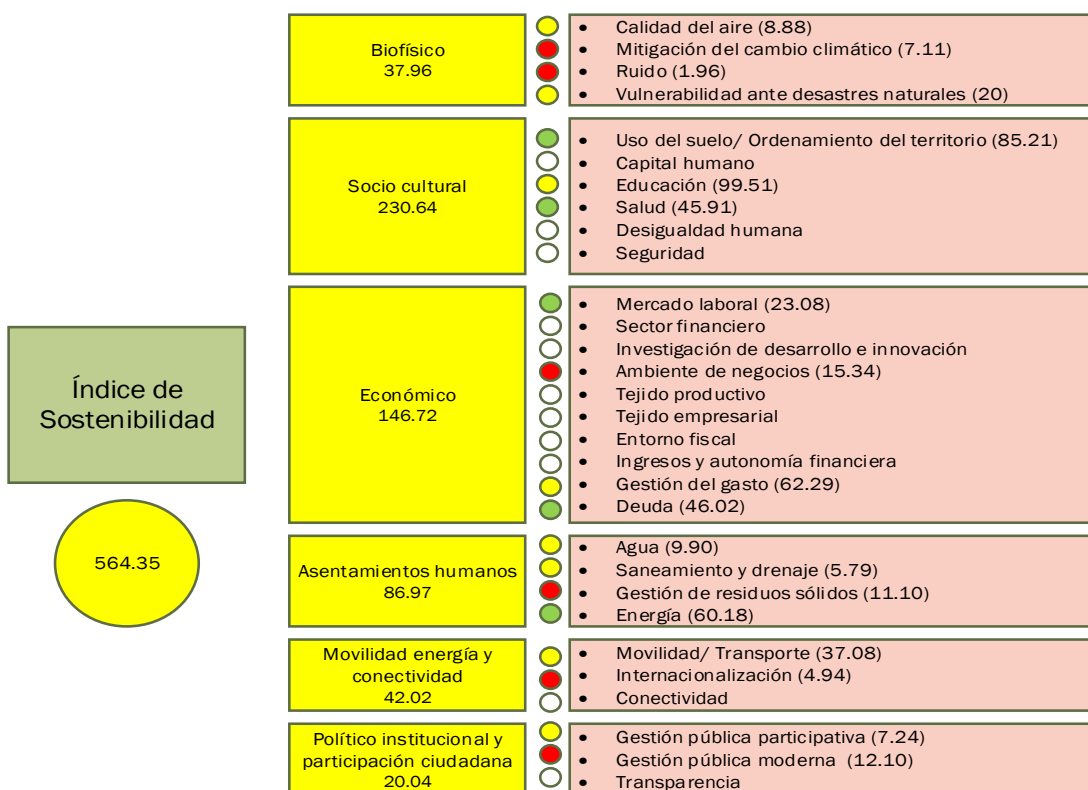 Índice de
Sostenibilidad
564.35
Biofísico
37.96
• Calidad del aire (8.88)
• Mitigación del cambio climático (7.11)
• Ruido (1.96)
• Vulnerabilidad ante desastres naturales (20)
Socio cultural
230.64
• Uso del suelo/ Ordenamiento del territorio (85.21)
• Capital humano
• Educación (99.51)
• Salud (45.91)
• Desigualdad humana
• Seguridad
Económico
146.72
• Mercado laboral (23.08)
• Sector financiero
• Investigación de desarrollo e innovación
• Ambiente de negocios (15.34)
• Tejido productivo
• Tejido empresarial
• Entorno fiscal
• Ingresos y autonomía financiera
• Gestión del gasto (62.29)
• Deuda (46.02)
Asentamientos humanos
86.97
• Agua (9.90)
• Saneamiento y drenaje (5.79)
• Gestión de residuos sólidos (11.10)
• Energía (60.18)
Movilidad energía y
conectividad
42.02
• Movilidad/ Transporte (37.08)
• Internacionalización (4.94)
• Conectividad
Político institucional y
participación ciudadana
20.04
• Gestión pública participativa (7.24)
• Gestión pública moderna (12.10)
• Transparencia